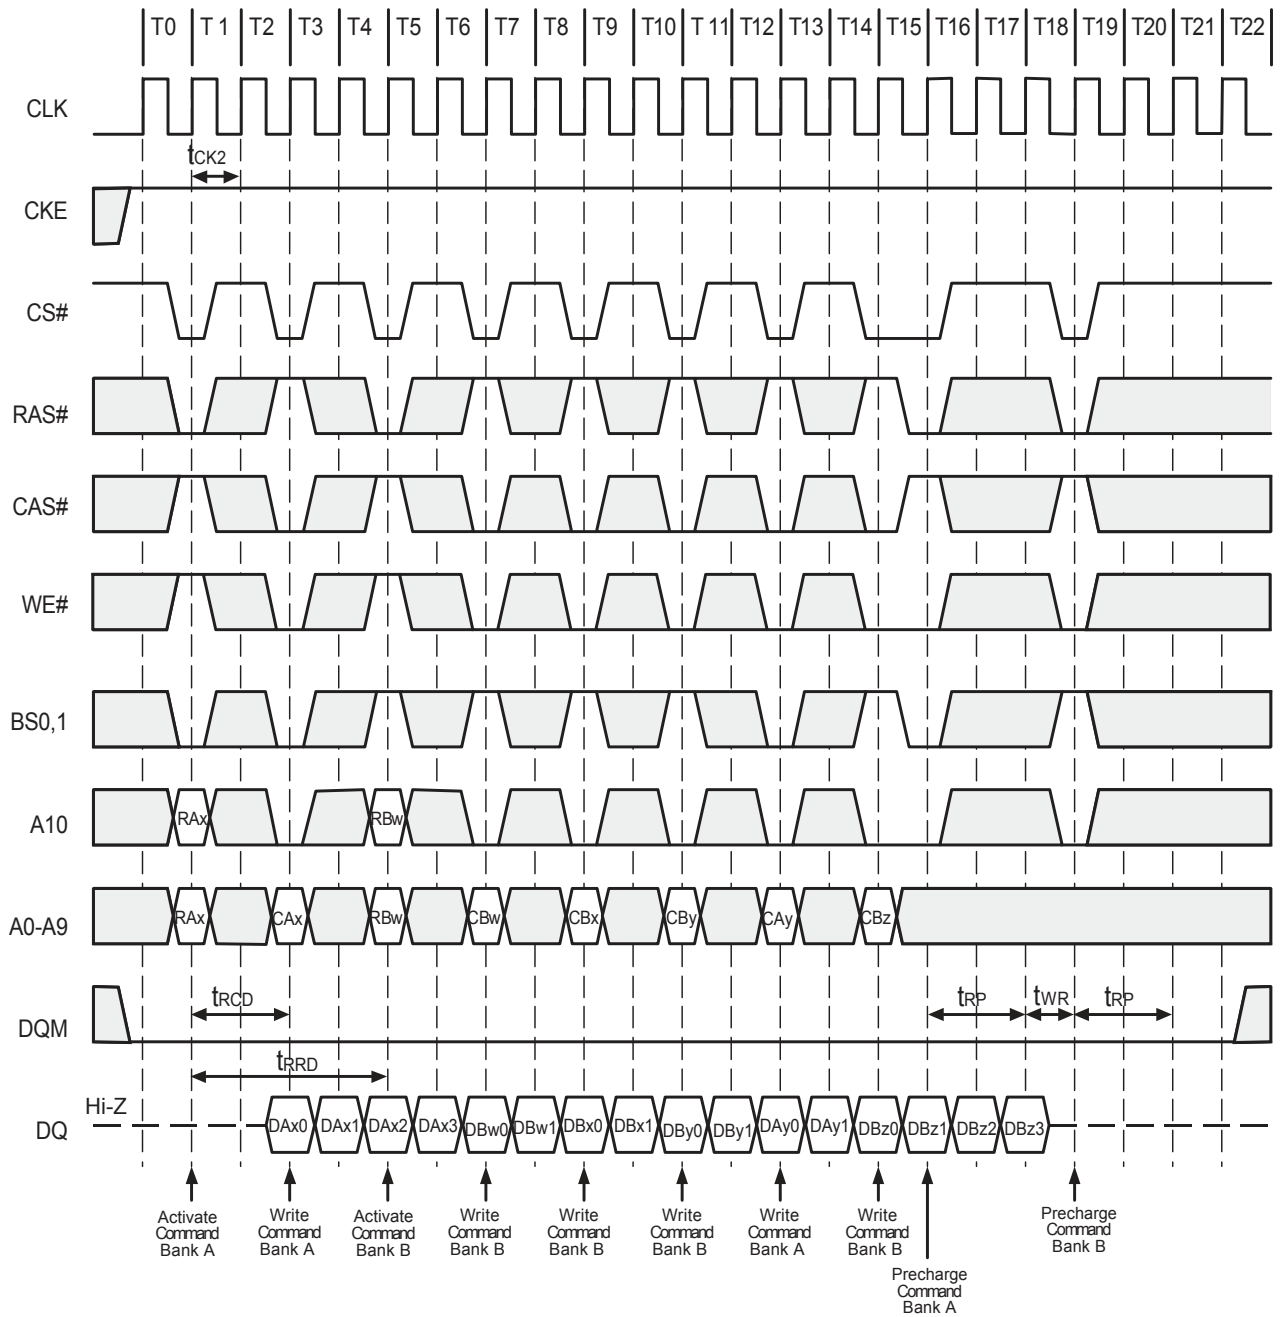 T0 T 1 T2 T3 T4 T5 T6 T7 T8 T9 T10 T 11 T12 T13 T14 T15 T16 T17 T18 T19 T20 T21 T22
CLK
tCK2
CKE
CS#
RAS#
CAS#
WE#
BS0,1
A10 RAx RBw
A0-A9 RAx CAx RBw CBw CBx CBy CAy CBz
tRCD tRP tWR tRP
DQM
tRRD
Hi-Z
DQ DAx0 DAx1 DAx2 DAx3 DBw0 DBw1 DBx0 DBx1 DBy0 DBy1 DAy0 DAy1 DBz0 DBz1 DBz2 DBz3
Activate
Command
Bank A
Write
Command
Bank A
Activate
Command
Bank B
Write
Command
Bank B
Write
Command
Bank B
Write
Command
Bank B
Write
Command
Bank A
Write
Command
Bank B
Precharge
Command
Bank A
Precharge
Command
Bank B